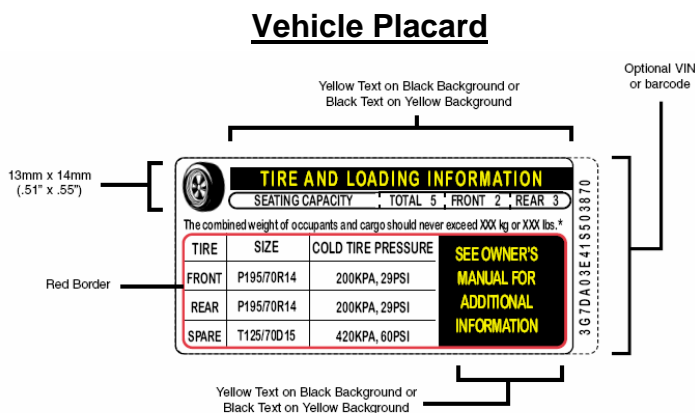 Vehicle Placard
Optional VIN
or barcode
Yellow Text on Black Background or
Black Text on Yellow Background
13mm x 14mm
(.51" x .55")
TIRE AND LOADING INFORMATION
SEATING CAPACITY TOTAL 5 FRONT 2 REAR 3
The combined weight of occupants and cargo should never exceed XXX kg or XXX lbs.*
TIRE SIZE COLD TIRE PRESSURE
FRONT P195/70R14 200KPA, 29PSI
REAR P195/70R14 200KPA, 29PSI
SPARE T125/70D15 420KPA, 60PSI
SEE OWNER'S
MANUAL FOR
ADDITIONAL
INFORMATION
3G7DA03E41S503870
Red Border
Yellow Text on Black Background or
Black Text on Yellow Background